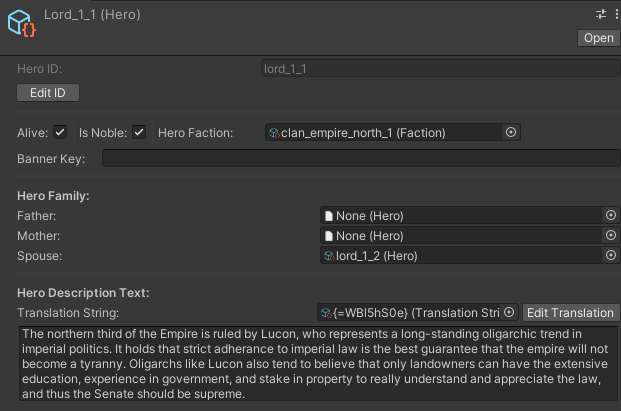 Lord_1_1 (Hero)
Open
Hero ID: lord_1_1
Edit ID
Alive: Is Noble: Hero Faction: clan_empire_north_1 (Faction)
Banner Key:
Hero Family:
Father: None (Hero)
Mother: None (Hero)
Spouse: lord_1_2 (Hero)
Hero Description Text:
Translation String: {=WBI5hS0e} (Translation Stri Edit Translation
The northern third of the Empire is ruled by Lucon, who represents a long-standing oligarchic trend in
imperial politics. It holds that strict adherance to imperial law is the best guarantee that the empire will not
become a tyranny. Oligarchs like Lucon also tend to believe that only landowners can have the extensive
education, experience in government, and stake in property to really understand and appreciate the law,
and thus the Senate should be supreme.